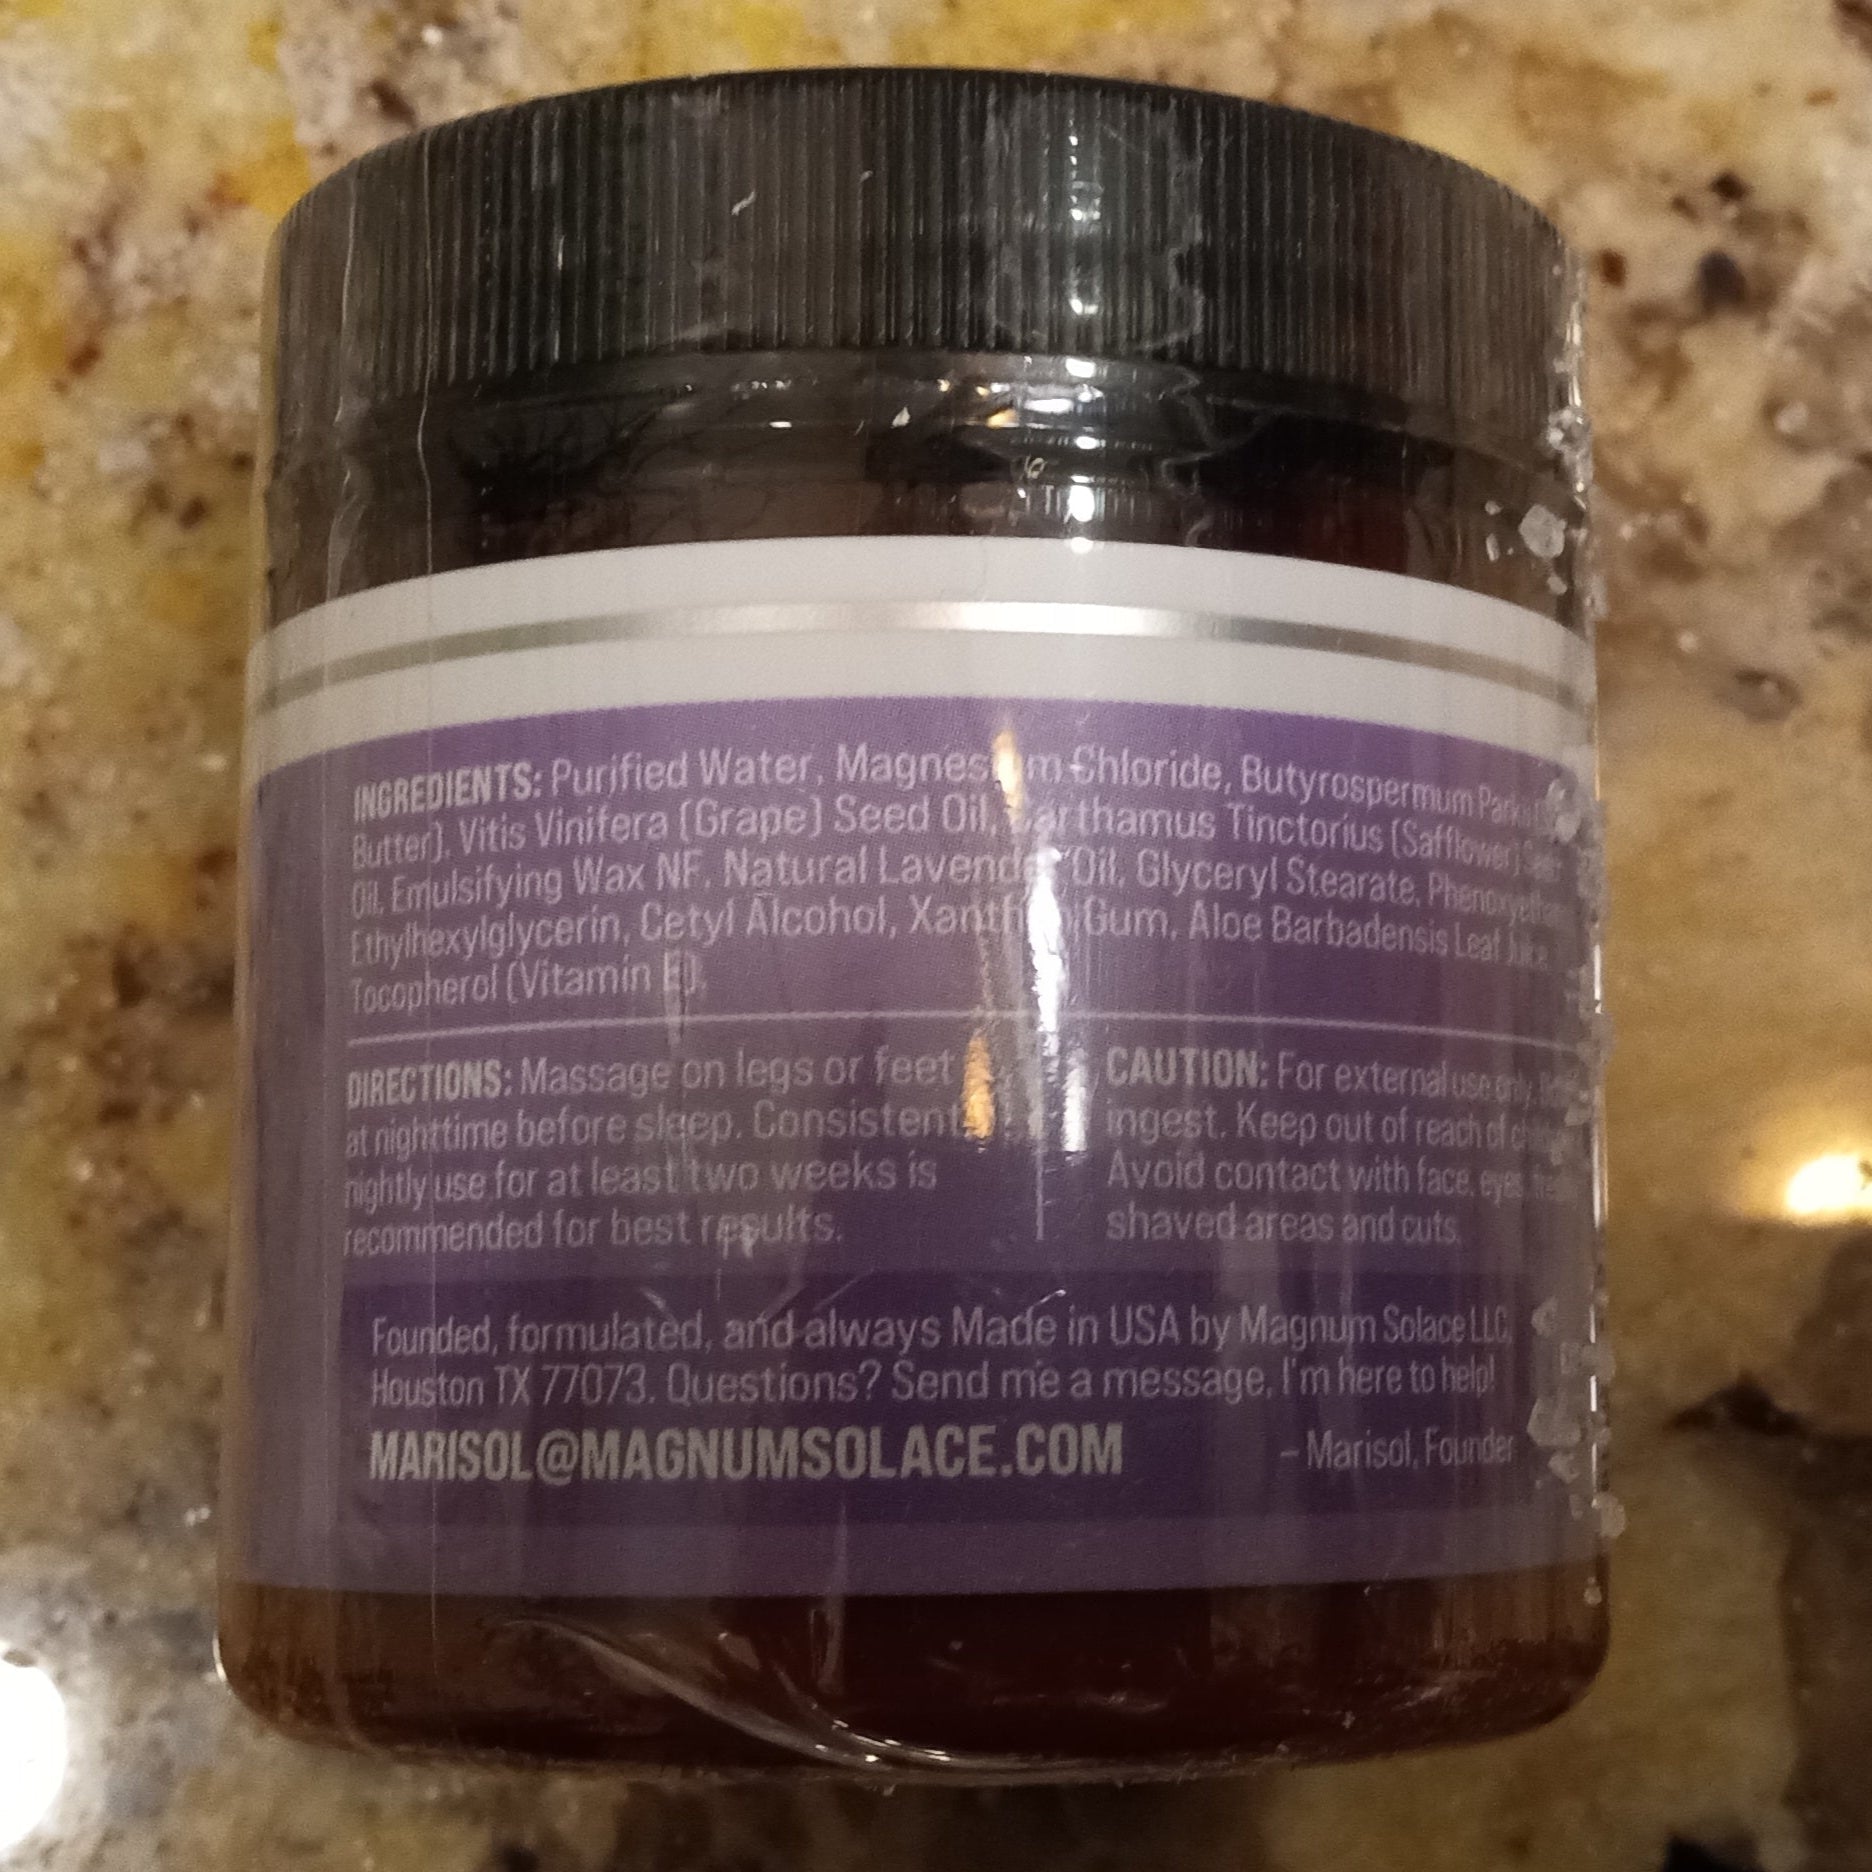 INGREDIENTS: Purified Water, Magnesium Chloride, Butyrospermum Parkii
Butter), Vitis Vinifera (Grape) Seed Oil, Carthamus Tinctorius (Safflower) Seed
Oil, Emulsifying Wax NF, Natural Lavender Oil, Glyceryl Stearate, Phenoxyethanol,
Ethylhexylglycerin, Cetyl Alcohol, Xanthan Gum, Aloe Barbadensis Leaf Juice,
Tocopherol (Vitamin E).
DIRECTIONS: Massage on legs or feet
at nighttime before sleep. Consistent
nightly use for at least two weeks is
recommended for best results.
CAUTION: For external use only.
ingest. Keep out of reach of
Avoid contact with face, eyes,
shaved areas and cuts.
Founded, formulated, and always Made in USA by Magnum Solace LLC,
Houston TX 77073. Questions? Send me a message, I'm here to help!
MARISOL@MAGNUMSOLACE.COM
– Marisol, Founder